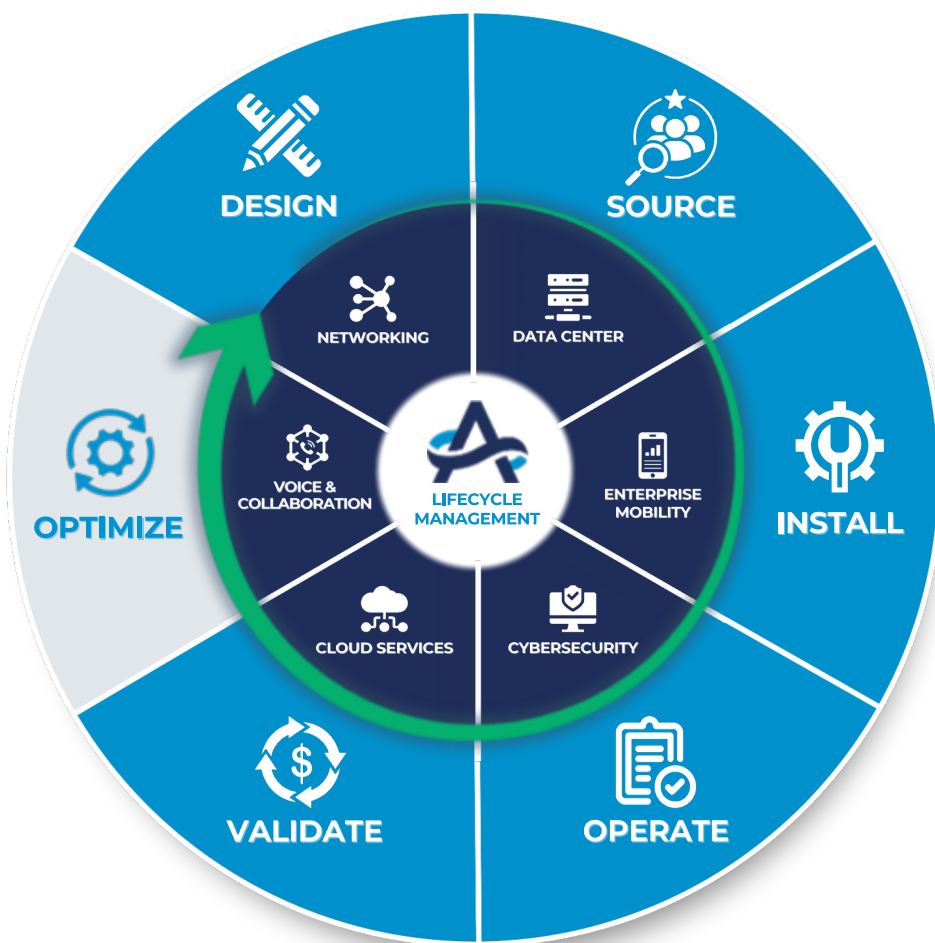 DESIGN
SOURCE
INSTALL
OPERATE
VALIDATE
OPTIMIZE
NETWORKING
DATA CENTER
ENTERPRISE
MOBILITY
CYBERSECURITY
CLOUD SERVICES
VOICE &
COLLABORATION
LIFECYCLE
MANAGEMENT
$